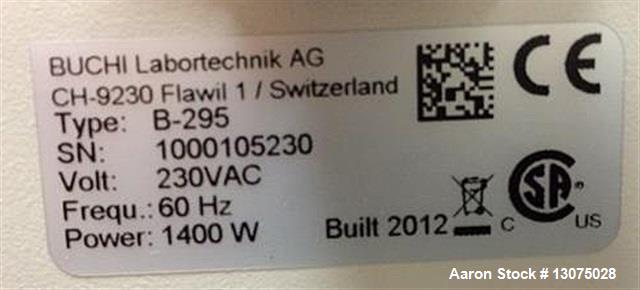 BUCHI Labortechnik AG
CH-9230 Flawil 1 / Switzerland
Type: B-295
SN: 1000105230
Volt: 230VAC
Frequ.: 60 Hz
Power: 1400 W
Built 2012
CE
C SA US
Aaron Stock # 13075028